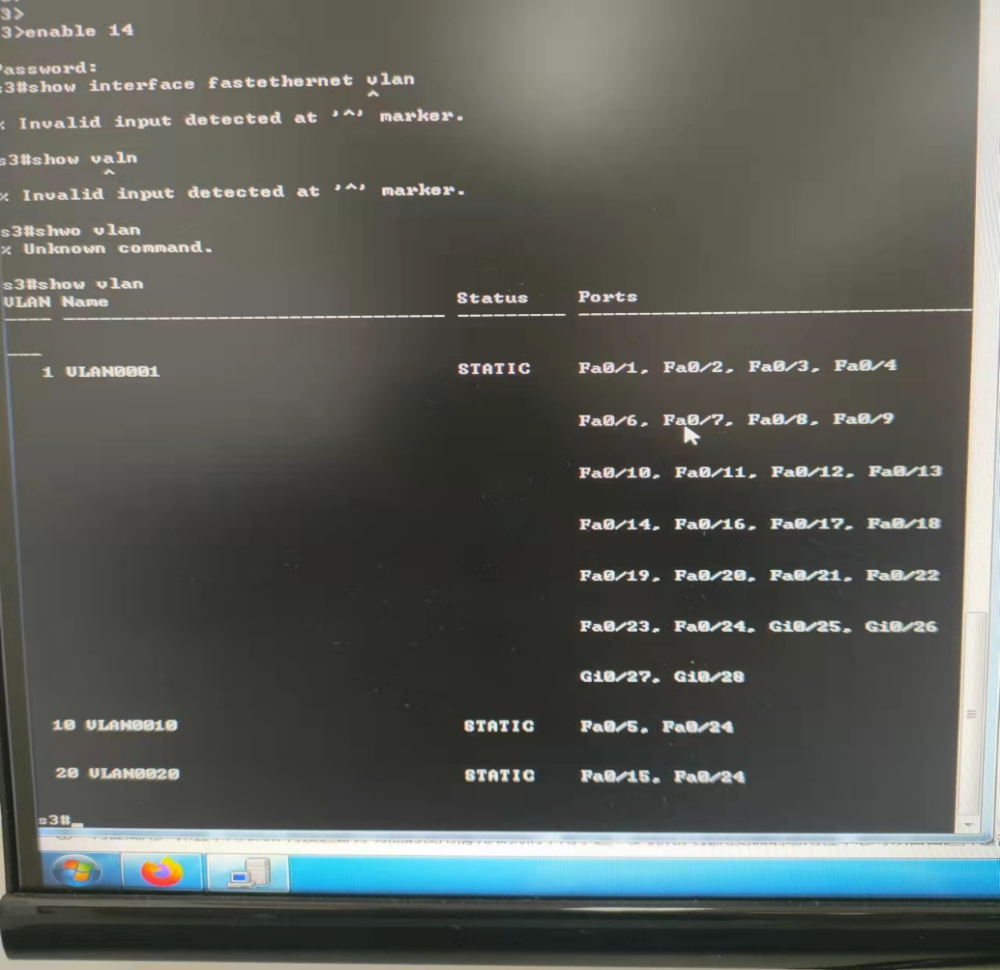 3>
3>enable 14
Password:
s3#show interface fastethernet vlan
^
% Invalid input detected at '^' marker.
s3#show valn
^
% Invalid input detected at '^' marker.
s3#shwo vlan
% Unknown command.
s3#show vlan
VLAN Name Status Ports
1 VLAN0001 STATIC Fa0/1, Fa0/2, Fa0/3, Fa0/4
Fa0/6, Fa0/7, Fa0/8, Fa0/9
Fa0/10, Fa0/11, Fa0/12, Fa0/13
Fa0/14, Fa0/16, Fa0/17, Fa0/18
Fa0/19, Fa0/20, Fa0/21, Fa0/22
Fa0/23, Fa0/24, Gi0/25, Gi0/26
Gi0/27, Gi0/28
10 VLAN0010 STATIC Fa0/5, Fa0/24
20 VLAN0020 STATIC Fa0/15, Fa0/24
s3#_